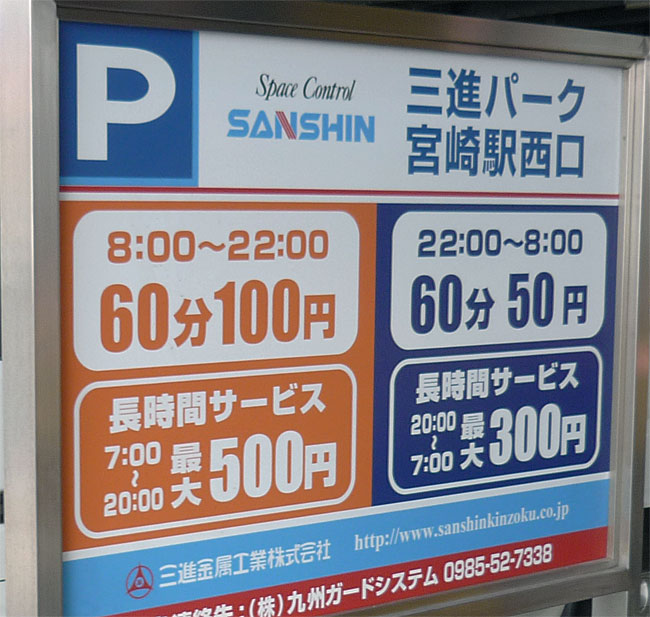 P
Space Control
SANSHIN
三進パーク
宮崎駅西口
8:00～22:00
60分100円
長時間サービス
7:00
～
20:00
最大
500円
22:00～8:00
60分 50円
長時間サービス
20:00
～
7:00
最大
300円
三進金属工業株式会社
http://www.sanshinkinzoku.co.jp
連絡先：(株)九州ガードシステム 0985-52-7338